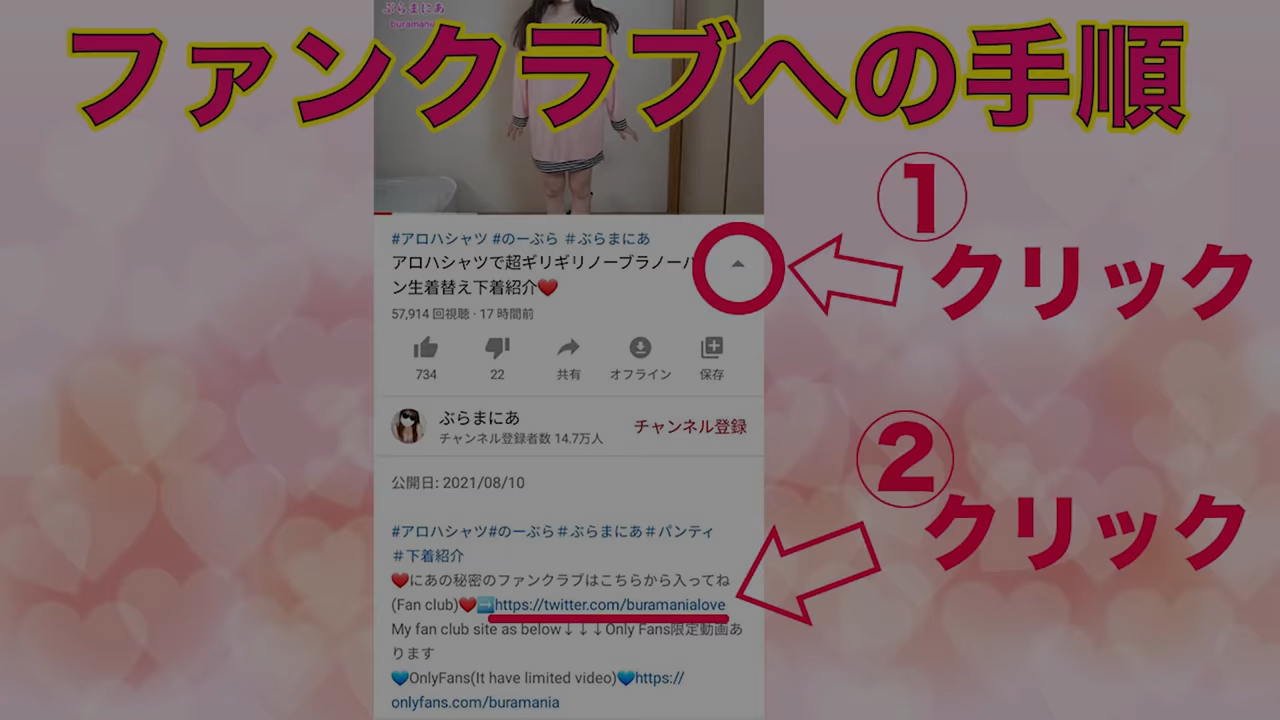 ぶらまにあ
buramania
ファンクラブへの手順
①
クリック
#アロハシャツ #のーぶら #ぶらまにあ
アロハシャツで超ギリギリノーブラノーパ
ン生着替え下着紹介❤️
57,914 回視聴・17 時間前
734
22
共有
オフライン
保存
ぶらまにあ
チャンネル登録者数 14.7万人
チャンネル登録
②
クリック
公開日: 2021/08/10
#アロハシャツ#のーぶら#ぶらまにあ#パンティ
#下着紹介
❤️にあの秘密のファンクラブはこちらから入ってね
(Fan club)❤️➡️https://twitter.com/buramanialove
My fan club site as below↓↓↓Only Fans限定動画あ
ります
💙OnlyFans(It have limited video)💙https://
onlyfans.com/buramania